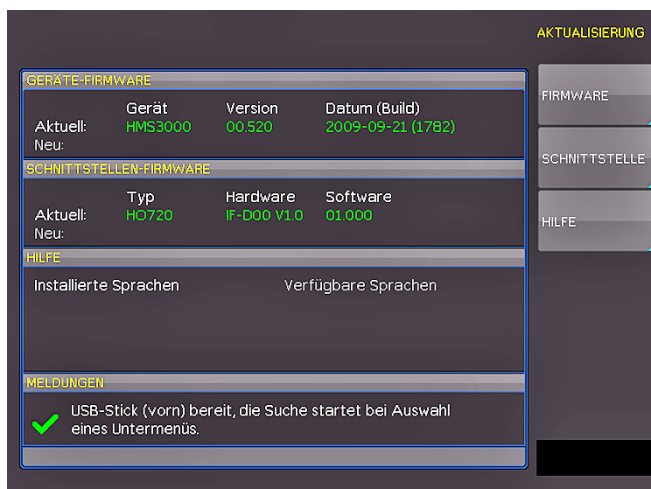 AKTUALISIERUNG
GERÄTE-FIRMWARE
Gerät Version Datum (Build)
Aktuell: HMS3000 00.520 2009-09-21 (1782)
Neu:
SCHNITTSTELLEN-FIRMWARE
Typ Hardware Software
Aktuell: HO720 IF-D00 V1.0 01.000
Neu:
HILFE
Installierte Sprachen Verfügbare Sprachen
MELDUNGEN
USB-Stick (vorn) bereit, die Suche startet bei Auswahl
eines Untermenüs.
FIRMWARE
SCHNITTSTELLE
HILFE